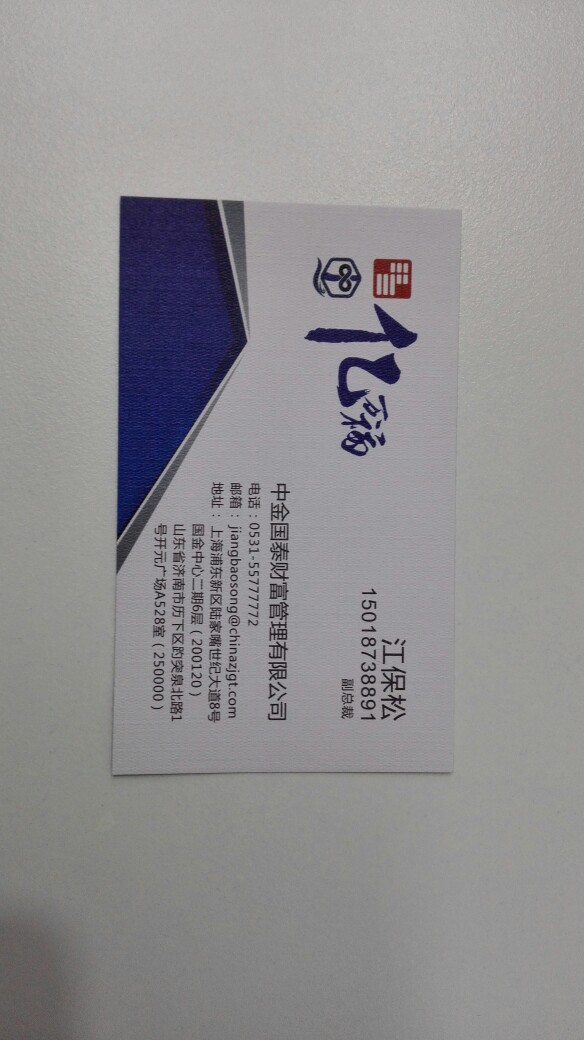 亿百福
江保松
15018738891
副总裁
中金国泰财富管理有限公司
电话：0531-55777772
邮箱：jiangbaosong@chinazjgt.com
地址：上海浦东新区陆家嘴世纪大道8号
国金中心二期6层（200120）
山东省济南市历下区趵突泉北路1
号开元广场A528室（250000）